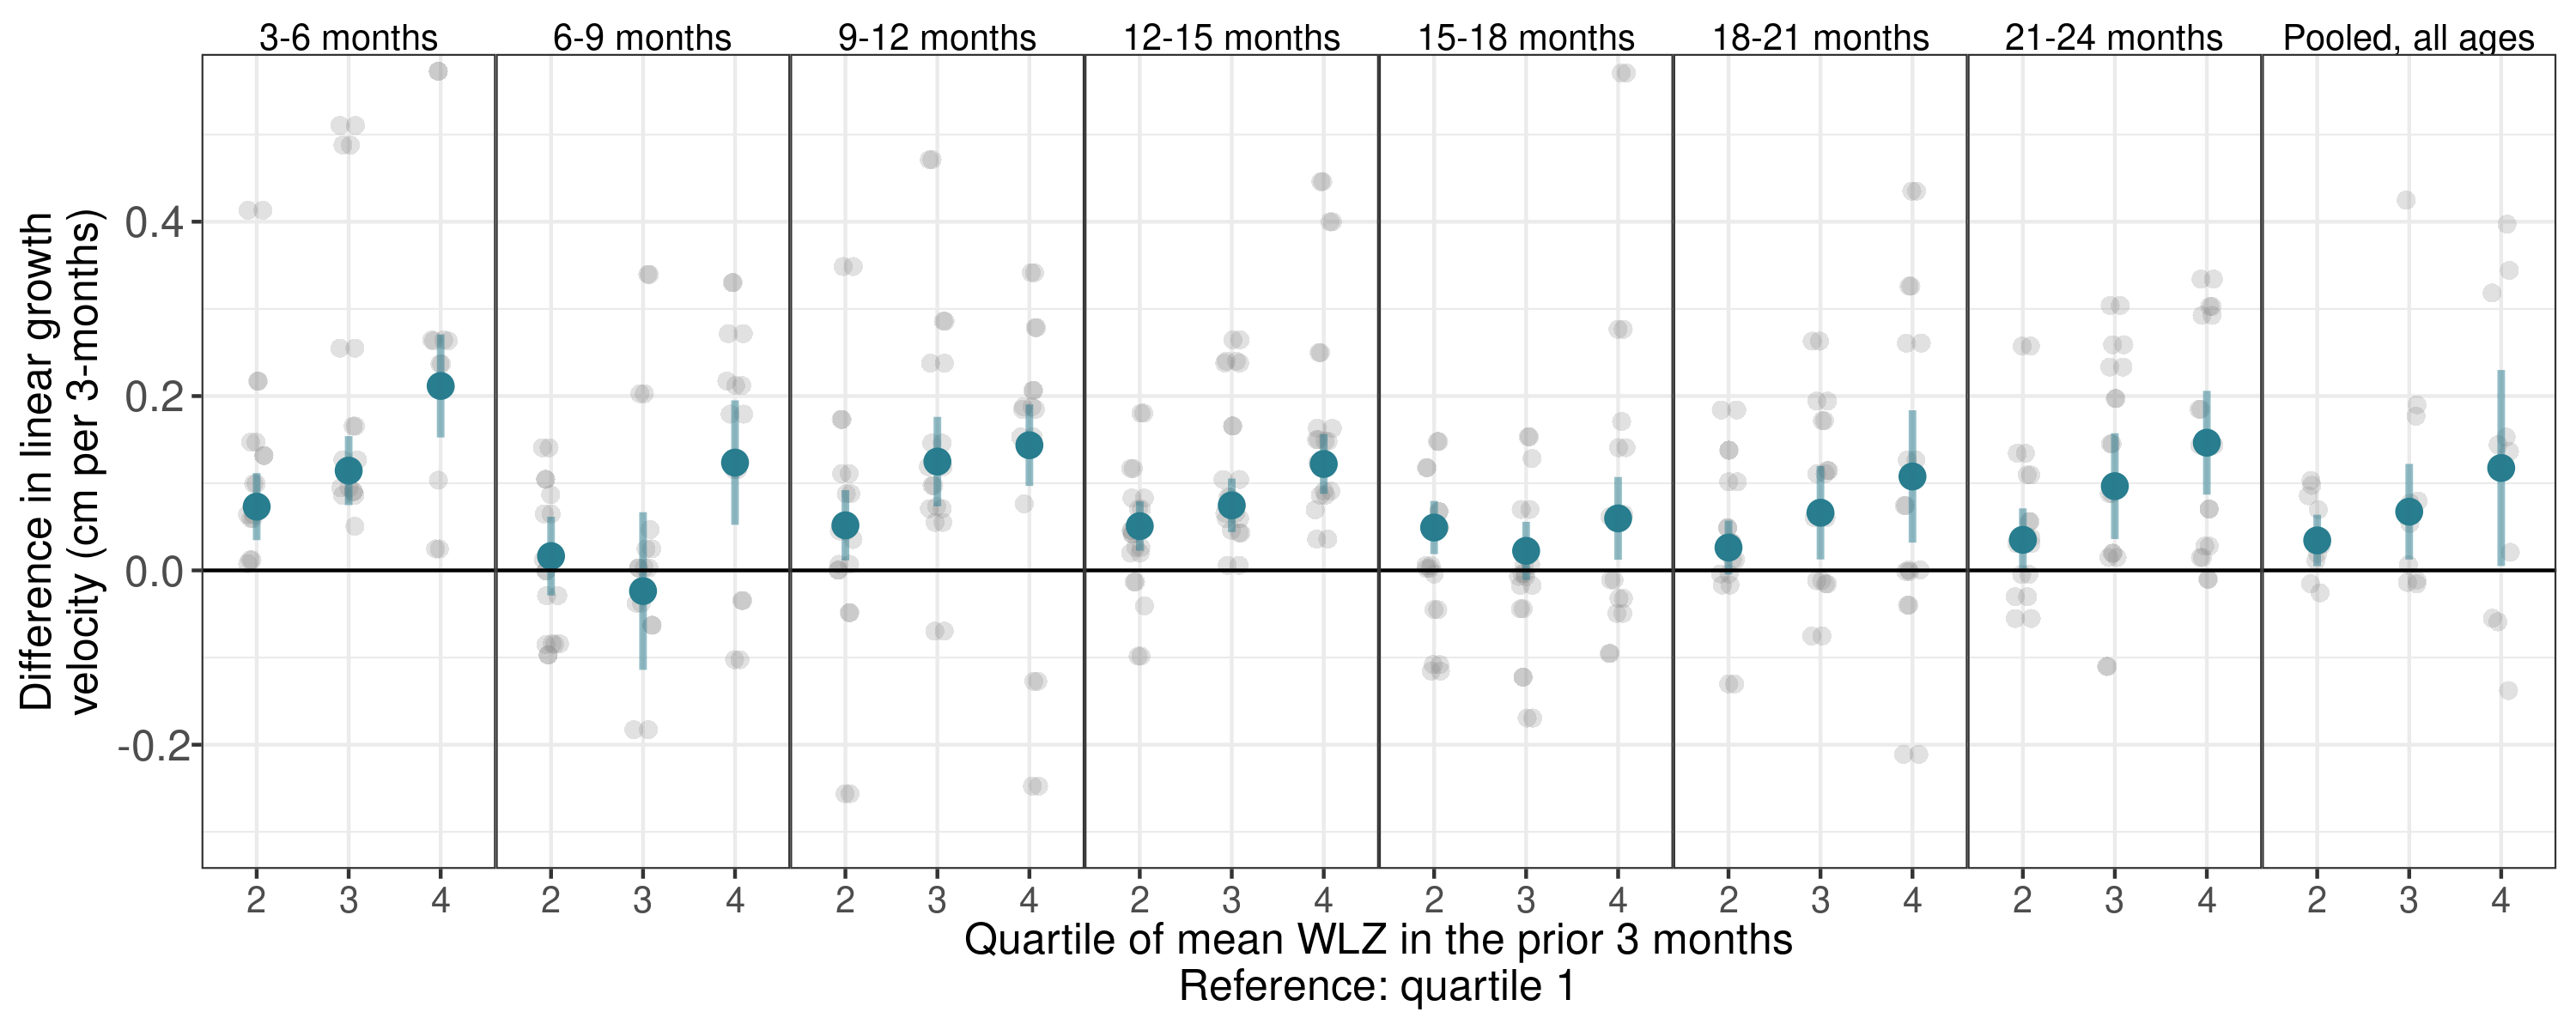 3-6 months
6-9 months
9-12 months
12-15 months
15-18 months
18-21 months
21-24 months
Pooled, all ages
Difference in linear growth
velocity (cm per 3-months)
0.4
0.2
0.0
-0.2
2 3 4
2 3 4
2 3 4
2 3 4
2 3 4
2 3 4
2 3 4
2 3 4
Quartile of mean WLZ in the prior 3 months
Reference: quartile 1